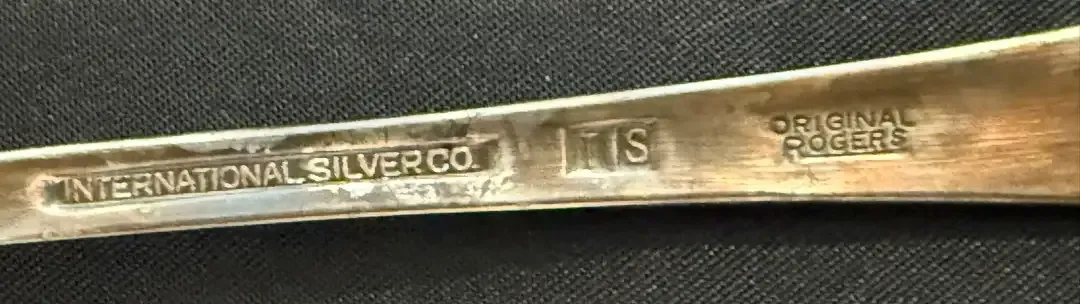 INTERNATIONAL SILVER CO.
IS
ORIGINAL
ROGERS